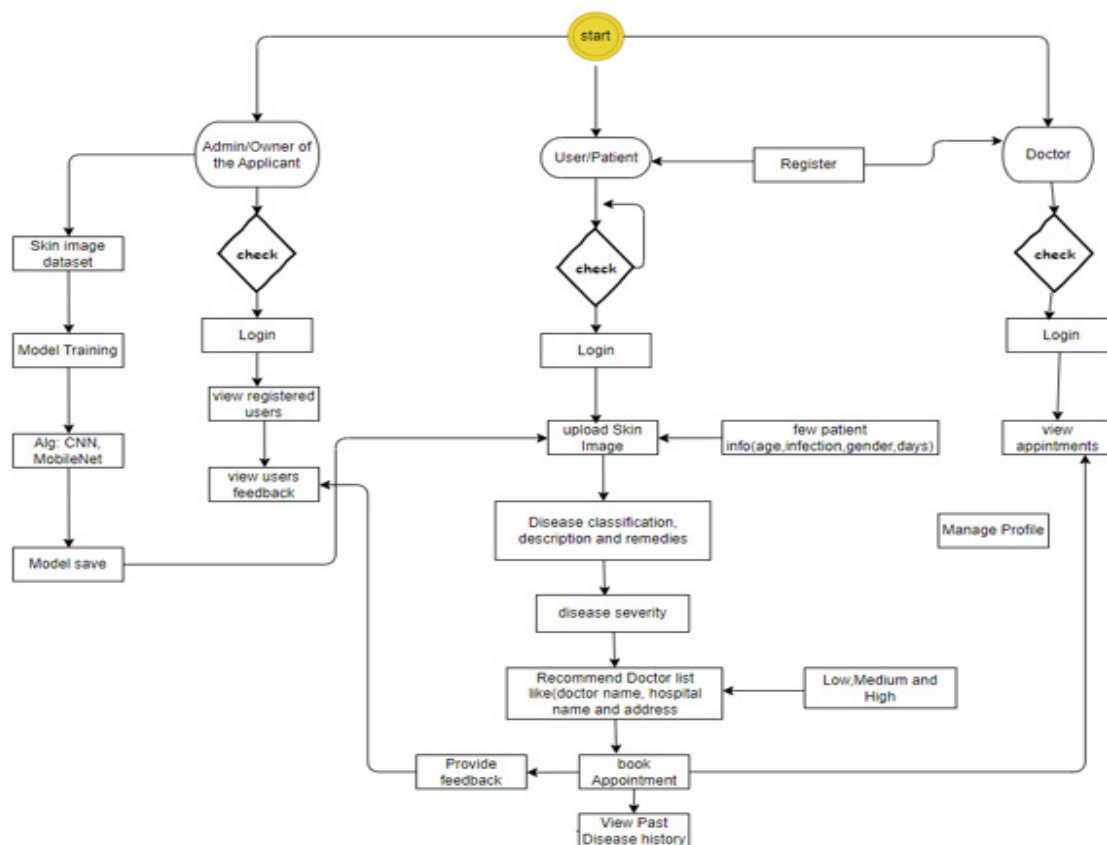 start
Admin/Owner of
the Applicant
User/Patient
Register
Doctor
check
check
check
Skin image
dataset
Login
Login
Login
Model Training
view registered
users
Alg: CNN,
MobileNet
upload Skin
Image
few patient
info(age,infection,gender,days)
view
appintments
view users
feedback
Disease classification,
description and remedies
Manage Profile
Model save
disease severity
Recommend Doctor list
like(doctor name, hospital
name and address
Low,Medium and
High
Provide
feedback
book
Appointment
View Past
Disease history